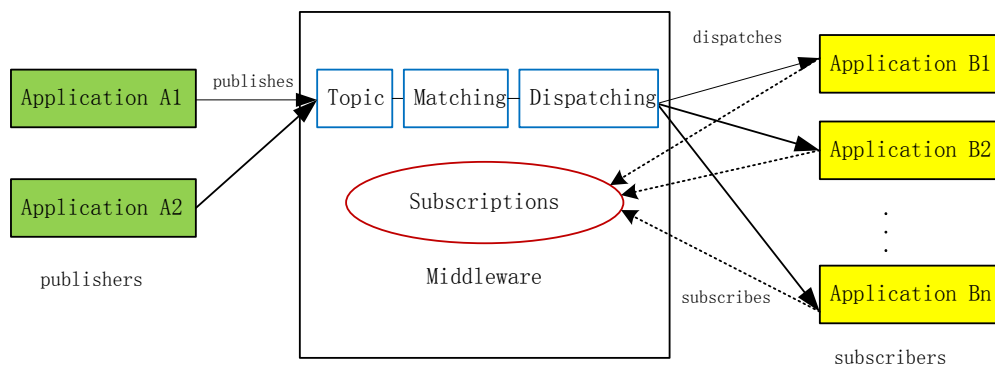 dispatches
Application B1
Application A1
publishes
Topic
Matching
Dispatching
Application B2
Application A2
Subscriptions
.
.
.
publishers
Middleware
subscribes
Application Bn
subscribers